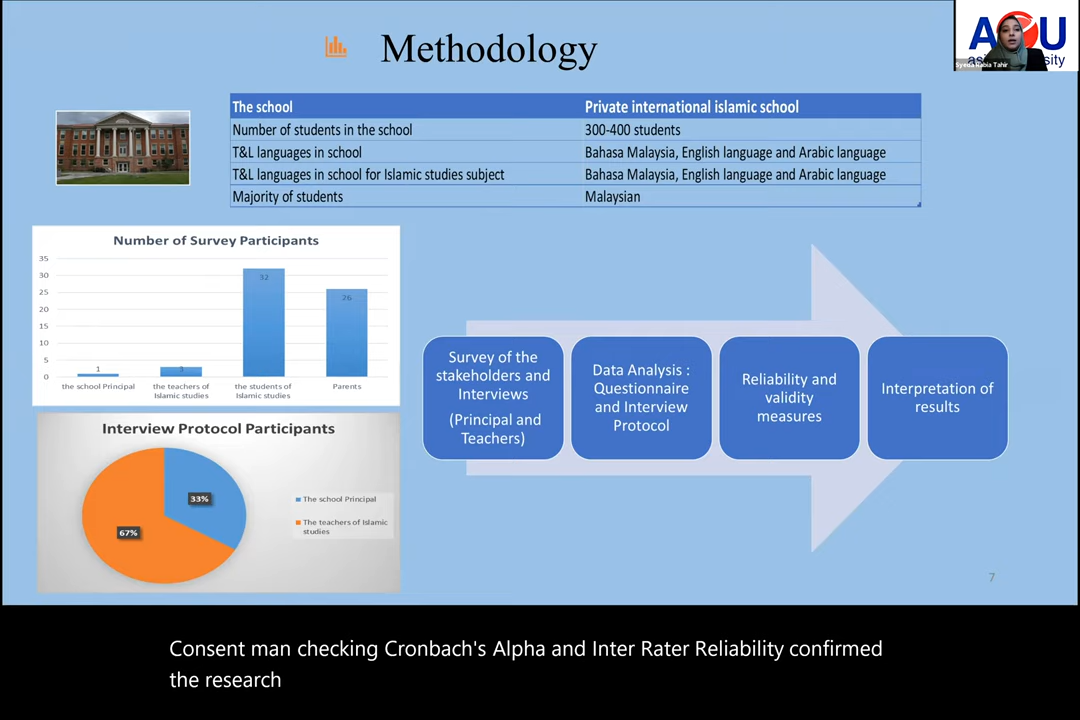 Methodology
A U
asi
sity
Syeda Rabia Tahir
The school Private international islamic school
Number of students in the school 300-400 students
T&L languages in school Bahasa Malaysia, English language and Arabic language
T&L languages in school for Islamic studies subject Bahasa Malaysia, English language and Arabic language
Majority of students Malaysian
Number of Survey Participants
35
30
25
20
15
10
5
0
1
3
32
26
the school Principal
the teachers of
Islamic studies
the students of
Islamic studies
Parents
Interview Protocol Participants
33%
67%
The school Principal
The teachers of Islamic
studies
Survey of the
stakeholders and
Interviews
(Principal and
Teachers)
Data Analysis :
Questionnaire
and Interview
Protocol
Reliability and
validity
measures
Interpretation of
results
7
Consent man checking Cronbach's Alpha and Inter Rater Reliability confirmed
the research